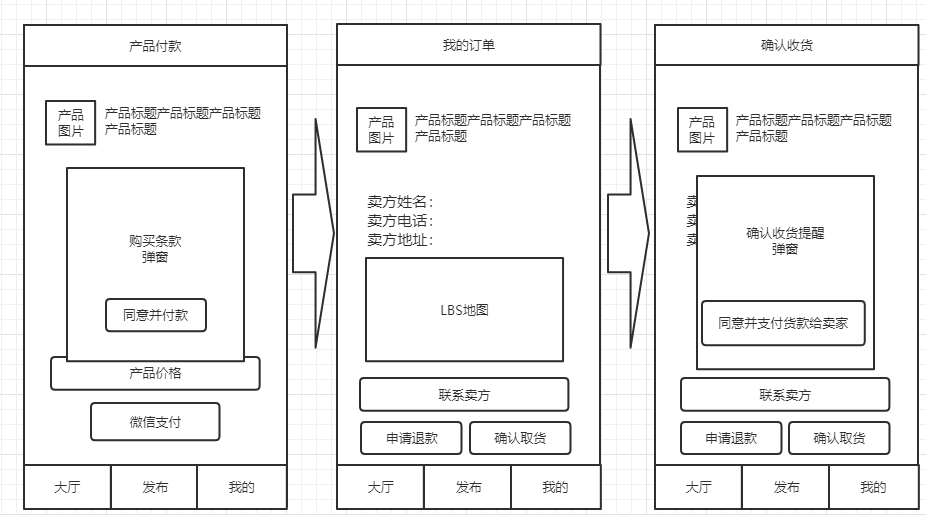 产品付款
产品
图片
产品标题产品标题产品标题
产品标题
购买条款
弹窗
同意并付款
产品价格
微信支付
大厅
发布
我的
我的订单
产品
图片
产品标题产品标题产品标题
产品标题
卖方姓名：
卖方电话：
卖方地址：
LBS地图
联系卖方
申请退款
确认取货
大厅
发布
我的
确认收货
产品
图片
产品标题产品标题产品标题
产品标题
确认收货提醒
弹窗
同意并支付货款给卖家
联系卖方
申请退款
确认取货
大厅
发布
我的